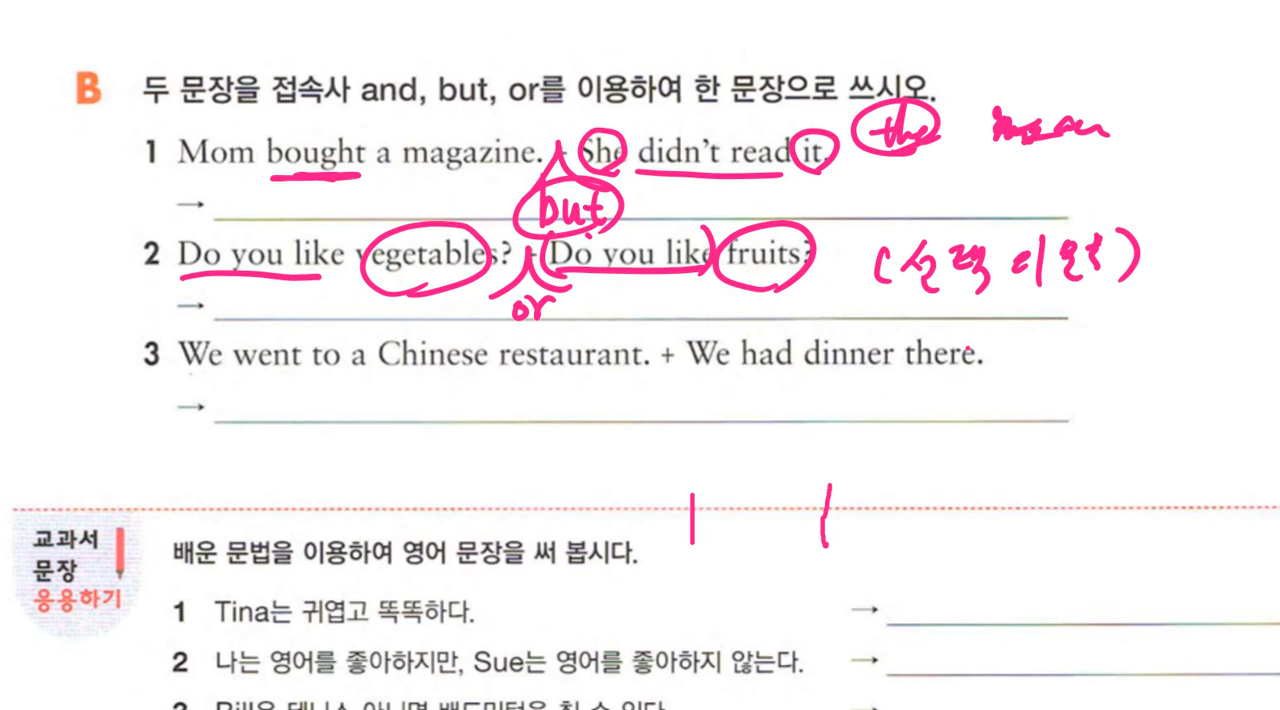 B 두 문장을 접속사 and, but, or를 이용하여 한 문장으로 쓰시오.
1 Mom bought a magazine. + She didn't read it. the
→
but
2 Do you like vegetables? + Do you like fruits?
→
or
3 We went to a Chinese restaurant. + We had dinner there.
→
교과서
문장
응용하기
배운 문법을 이용하여 영어 문장을 써 봅시다.
1 Tina는 귀엽고 똑똑하다. →
2 나는 영어를 좋아하지만, Sue는 영어를 좋아하지 않는다. →